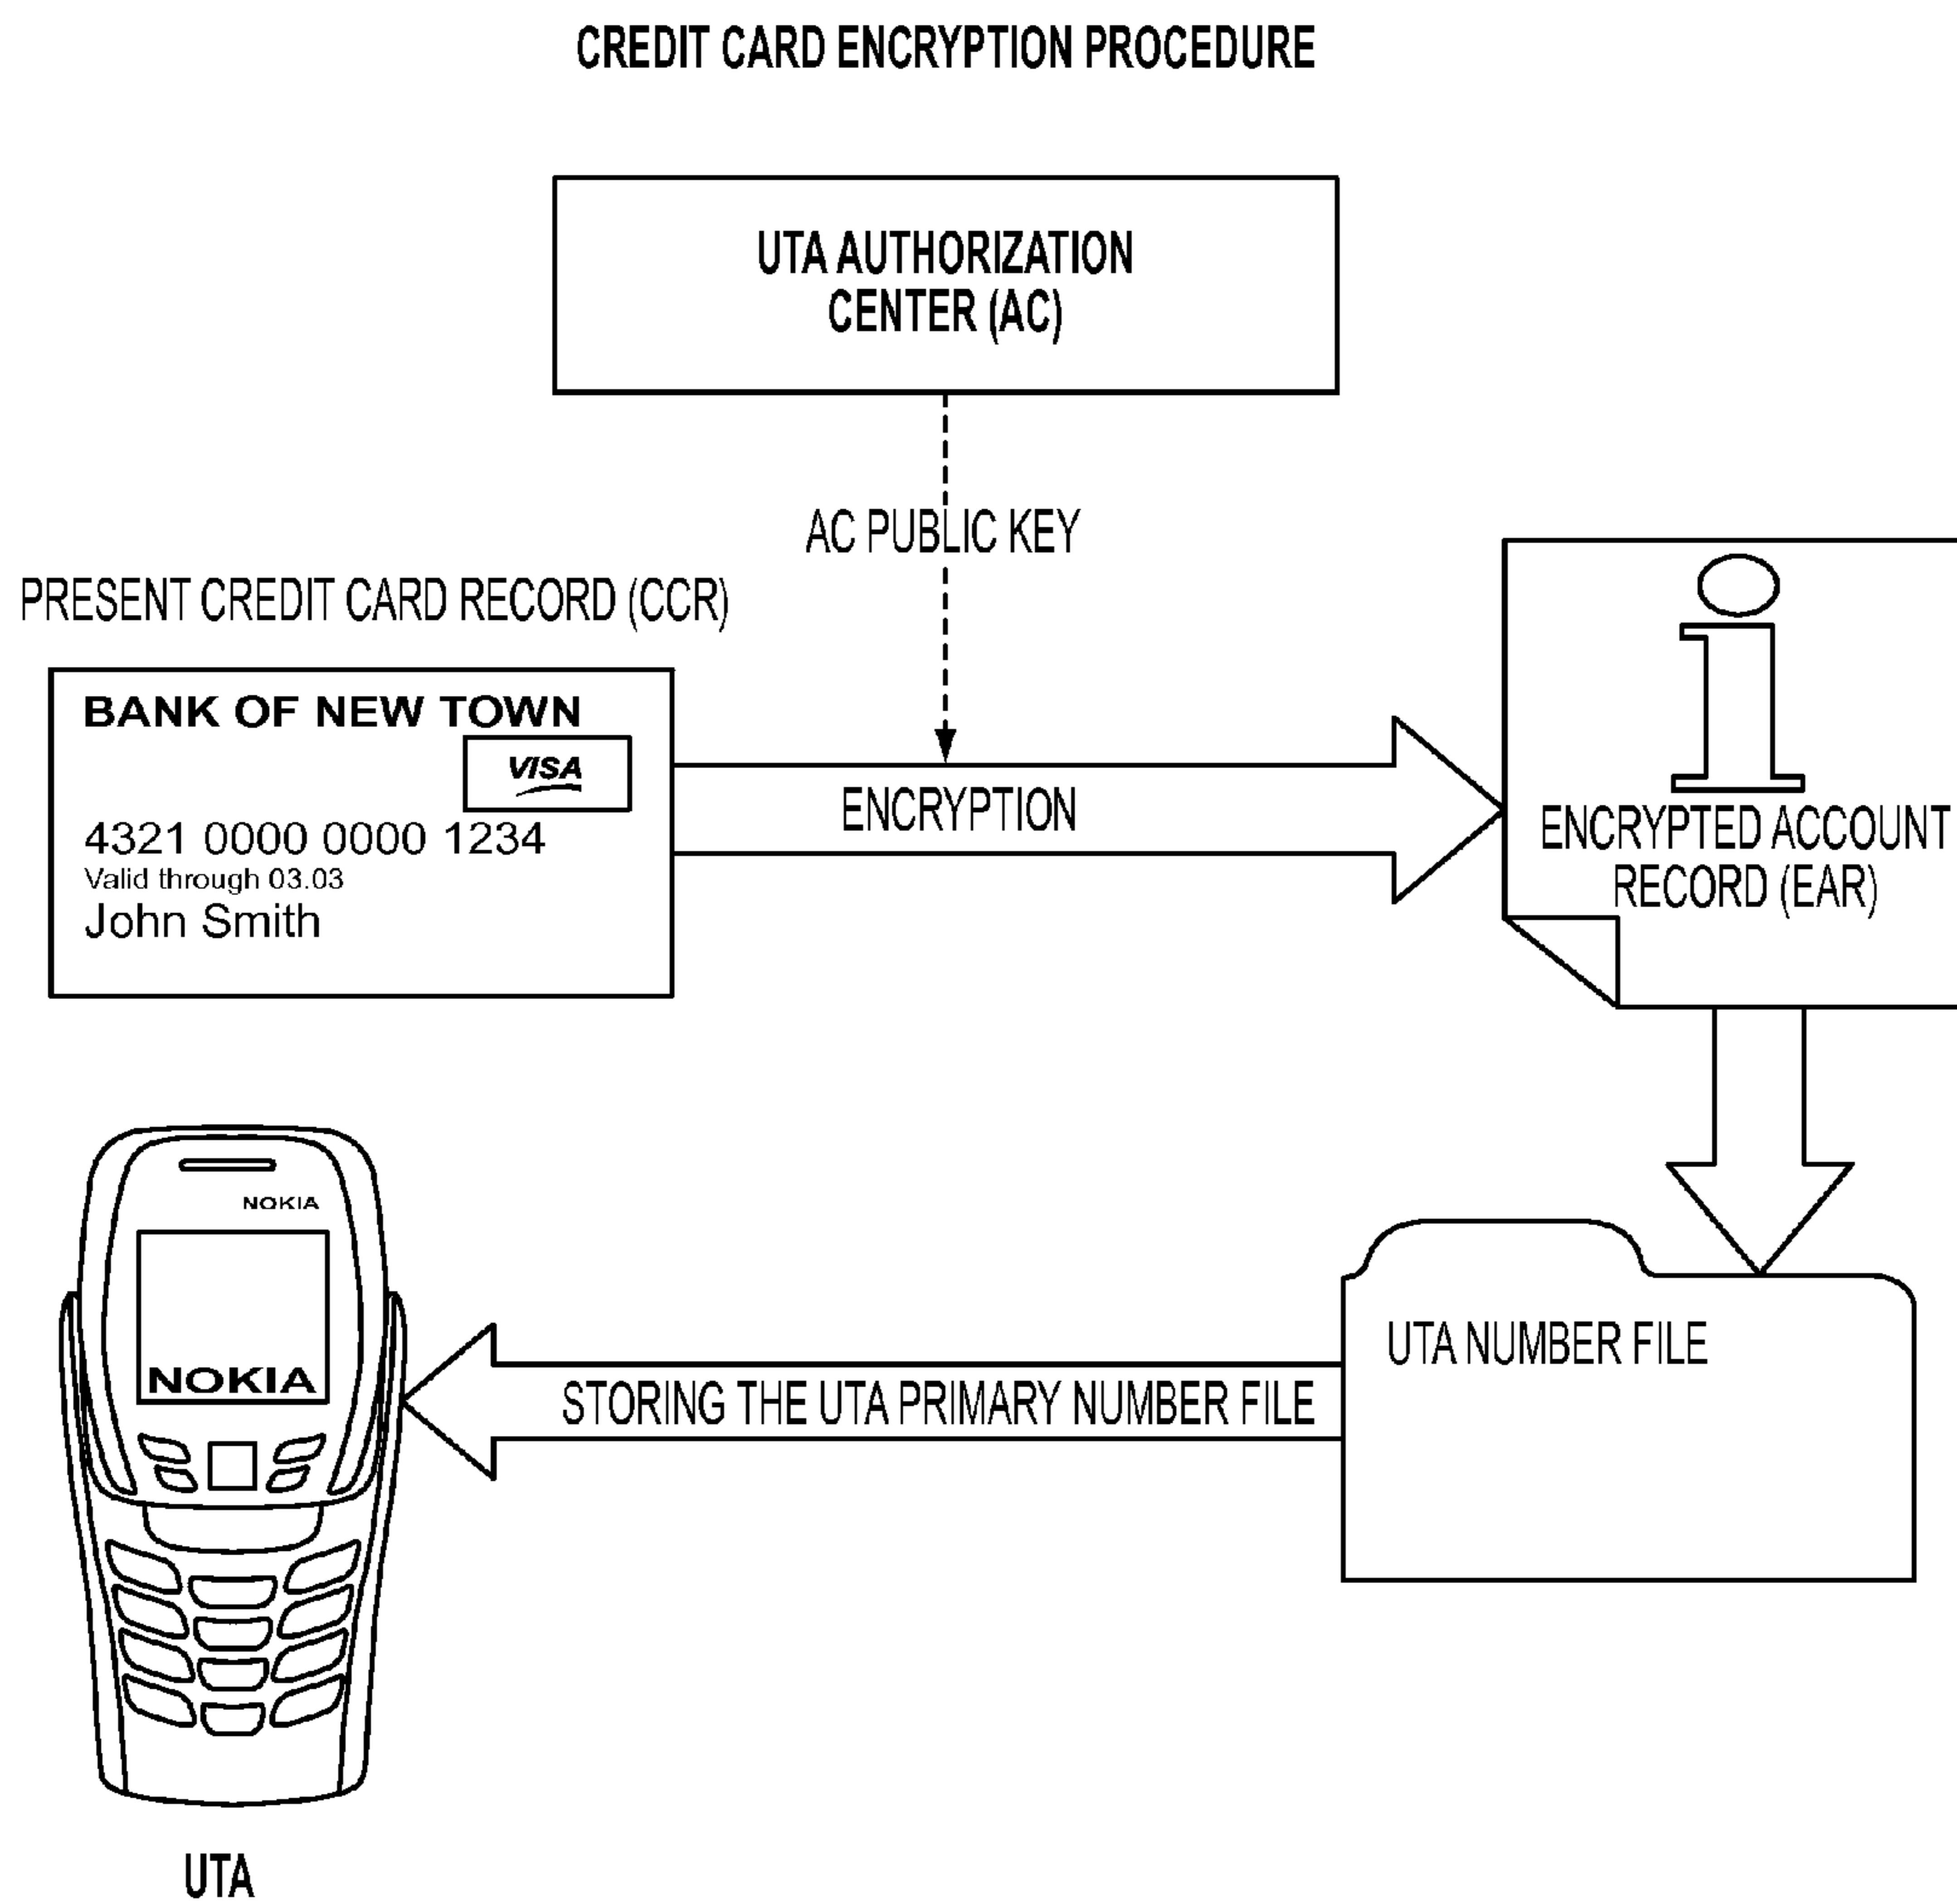 CREDIT CARD ENCRYPTION PROCEDURE
UTA AUTHORIZATION
CENTER (AC)
AC PUBLIC KEY
PRESENT CREDIT CARD RECORD (CCR)
BANK OF NEW TOWN
VISA
4321 0000 0000 1234
Valid through 03.03
John Smith
ENCRYPTION
ENCRYPTED ACCOUNT
RECORD (EAR)
UTA NUMBER FILE
STORING THE UTA PRIMARY NUMBER FILE
NOKIA
NOKIA
UTA